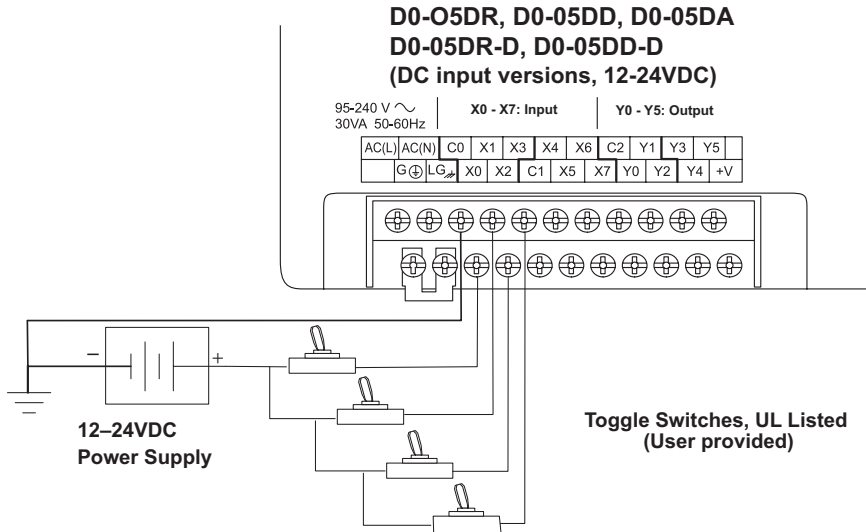 D0-O5DR, D0-05DD, D0-05DA
D0-05DR-D, D0-05DD-D
(DC input versions, 12-24VDC)
95-240 V
30VA 50-60Hz
X0 - X7: Input
Y0 - Y5: Output
AC(L) AC(N) C0 X1 X3 X4 X6 C2 Y1 Y3 Y5
G LG X0 X2 C1 X5 X7 Y0 Y2 Y4 +V
– +
12–24VDC
Power Supply
Toggle Switches, UL Listed
(User provided)